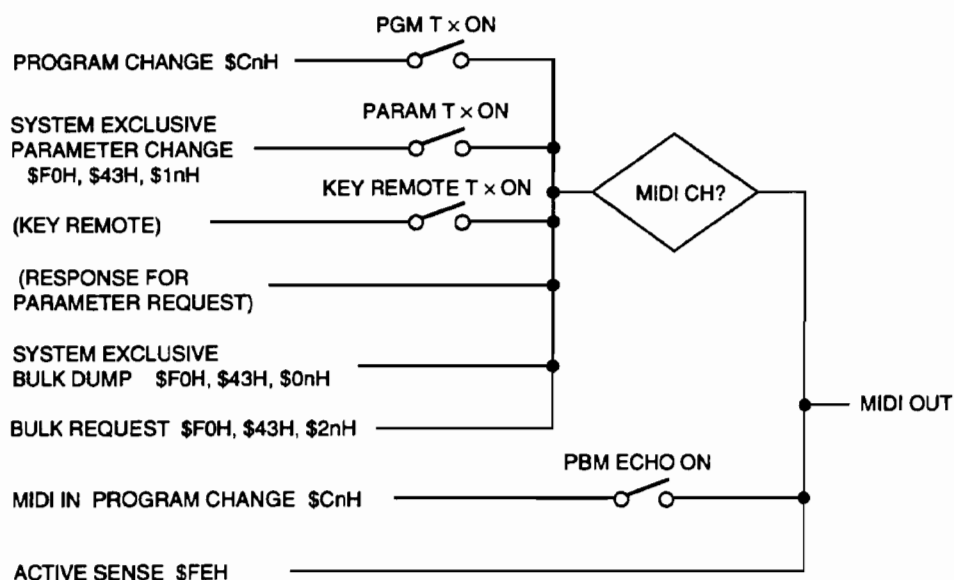 PGM T × ON
PROGRAM CHANGE $CnH
SYSTEM EXCLUSIVE
PARAMETER CHANGE
$F0H, $43H, $1nH
PARAM T × ON
KEY REMOTE T × ON
(KEY REMOTE)
MIDI CH?
(RESPONSE FOR
PARAMETER REQUEST)
SYSTEM EXCLUSIVE
BULK DUMP $F0H, $43H, $0nH
BULK REQUEST $F0H, $43H, $2nH
MIDI OUT
PBM ECHO ON
MIDI IN PROGRAM CHANGE $CnH
ACTIVE SENSE $FEH